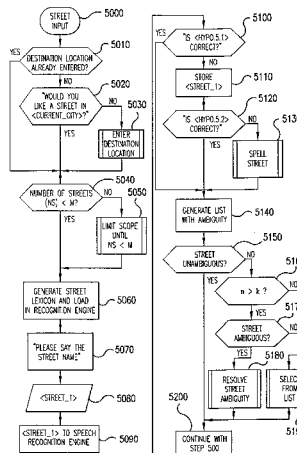 STREET
INPUT
5000
5010
YES
DESTINATION LOCATION
ALREADY ENTERED?
NO
5020
"WOULD YOU
LIKE A STREET IN
<CURRENT_CITY>?"
NO
5030
YES
ENTER
DESTINATION
LOCATION
5040
NUMBER OF STREETS
(NS) < M?
NO
5050
YES
LIMIT SCOPE
UNTIL
NS < M
GENERATE STREET
LEXICON AND LOAD
IN RECOGNITION ENGINE
5060
"PLEASE SAY THE
STREET NAME"
5070
<STREET_1>
5080
<STREET_1> TO SPEECH
RECOGNITION ENGINE
5090
5100
YES
"IS <HYPO.5.1>
CORRECT?"
NO
STORE
<STREET_1>
5110
5120
"IS <HYPO.5.2>
CORRECT?"
NO
YES
SPELL
STREET
GENERATE LIST
WITH AMBIGUITY
5140
5150
STREET
UNAMBIGUOUS?
NO
YES
n > k ?
NO
YES
STREET
AMBIGUOUS?
NO
YES
5180
RESOLVE
STREET
AMBIGUITY
FROM
LIST
5200
CONTINUE WITH
STEP 500